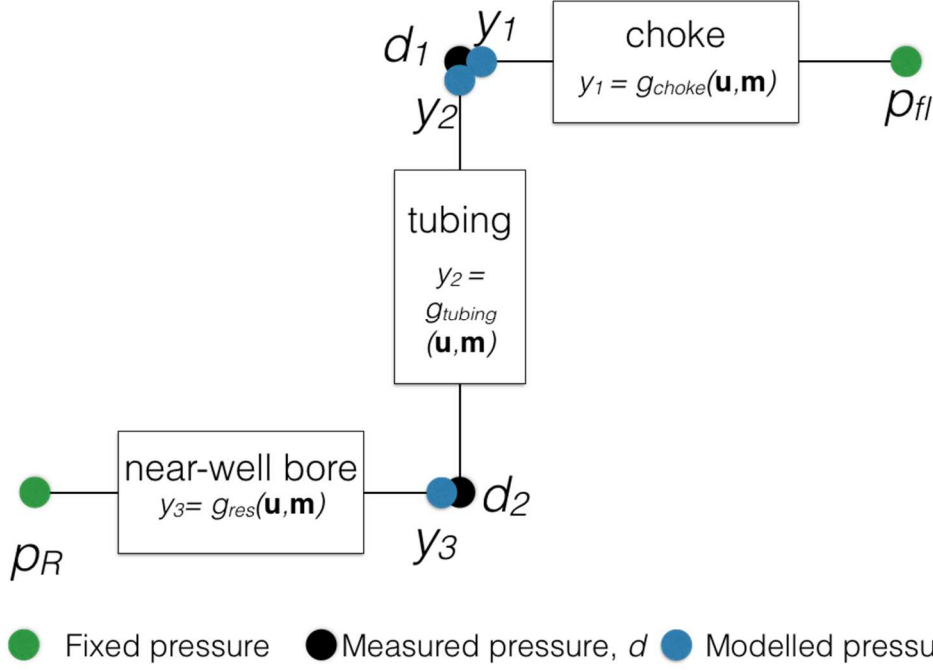 y1
d1
choke
y1 = gchoke(u,m)
pfl
y2
tubing
y2 =
gtubing
(u,m)
near-well bore
y3= gres(u,m)
d2
y3
pR
Fixed pressure Measured pressure, d Modelled pressu